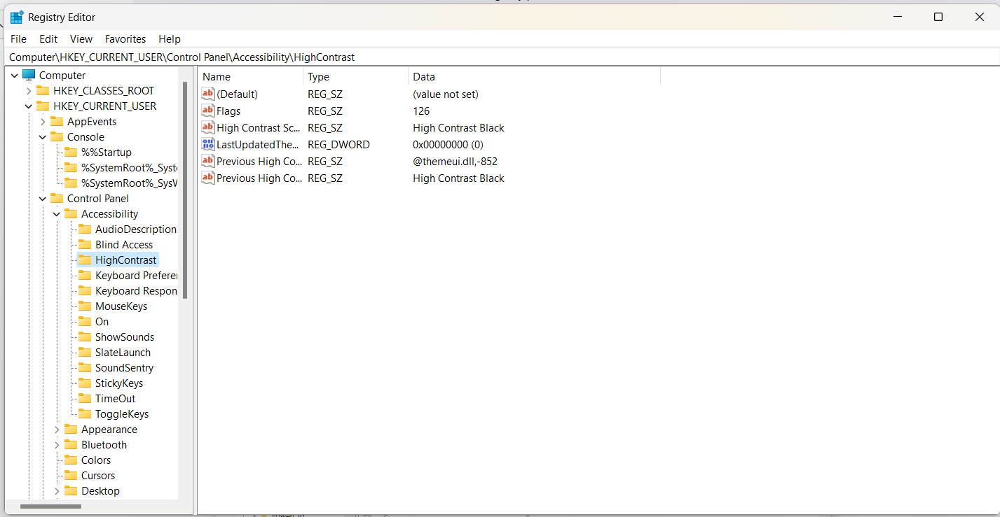 Registry Editor
File Edit View Favorites Help
Computer\HKEY_CURRENT_USER\Control Panel\Accessibility\HighContrast
Computer
HKEY_CLASSES_ROOT
HKEY_CURRENT_USER
AppEvents
Console
%%Startup
%SystemRoot%_Syst
%SystemRoot%_SysW
Control Panel
Accessibility
AudioDescription
Blind Access
HighContrast
Keyboard Preferen
Keyboard Respon
MouseKeys
On
ShowSounds
SlateLaunch
SoundSentry
StickyKeys
TimeOut
ToggleKeys
Appearance
Bluetooth
Colors
Cursors
Desktop
Name Type Data
(Default) REG_SZ (value not set)
Flags REG_SZ 126
High Contrast Sc... REG_SZ High Contrast Black
LastUpdatedThe... REG_DWORD 0x00000000 (0)
Previous High Co... REG_SZ @themeui.dll,-852
Previous High Co... REG_SZ High Contrast Black